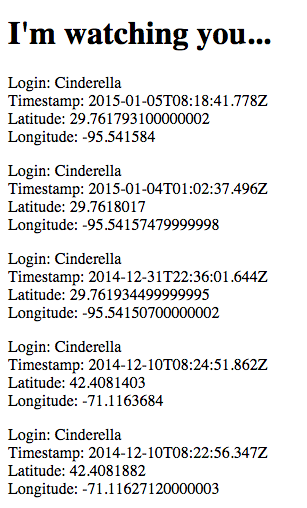 I'm watching you...
Login: Cinderella
Timestamp: 2015-01-05T08:18:41.778Z
Latitude: 29.761793100000002
Longitude: -95.541584
Login: Cinderella
Timestamp: 2015-01-04T01:02:37.496Z
Latitude: 29.7618017
Longitude: -95.54157479999998
Login: Cinderella
Timestamp: 2014-12-31T22:36:01.644Z
Latitude: 29.761934499999995
Longitude: -95.54150700000002
Login: Cinderella
Timestamp: 2014-12-10T08:24:51.862Z
Latitude: 42.4081403
Longitude: -71.1163684
Login: Cinderella
Timestamp: 2014-12-10T08:22:56.347Z
Latitude: 42.4081882
Longitude: -71.11627120000003